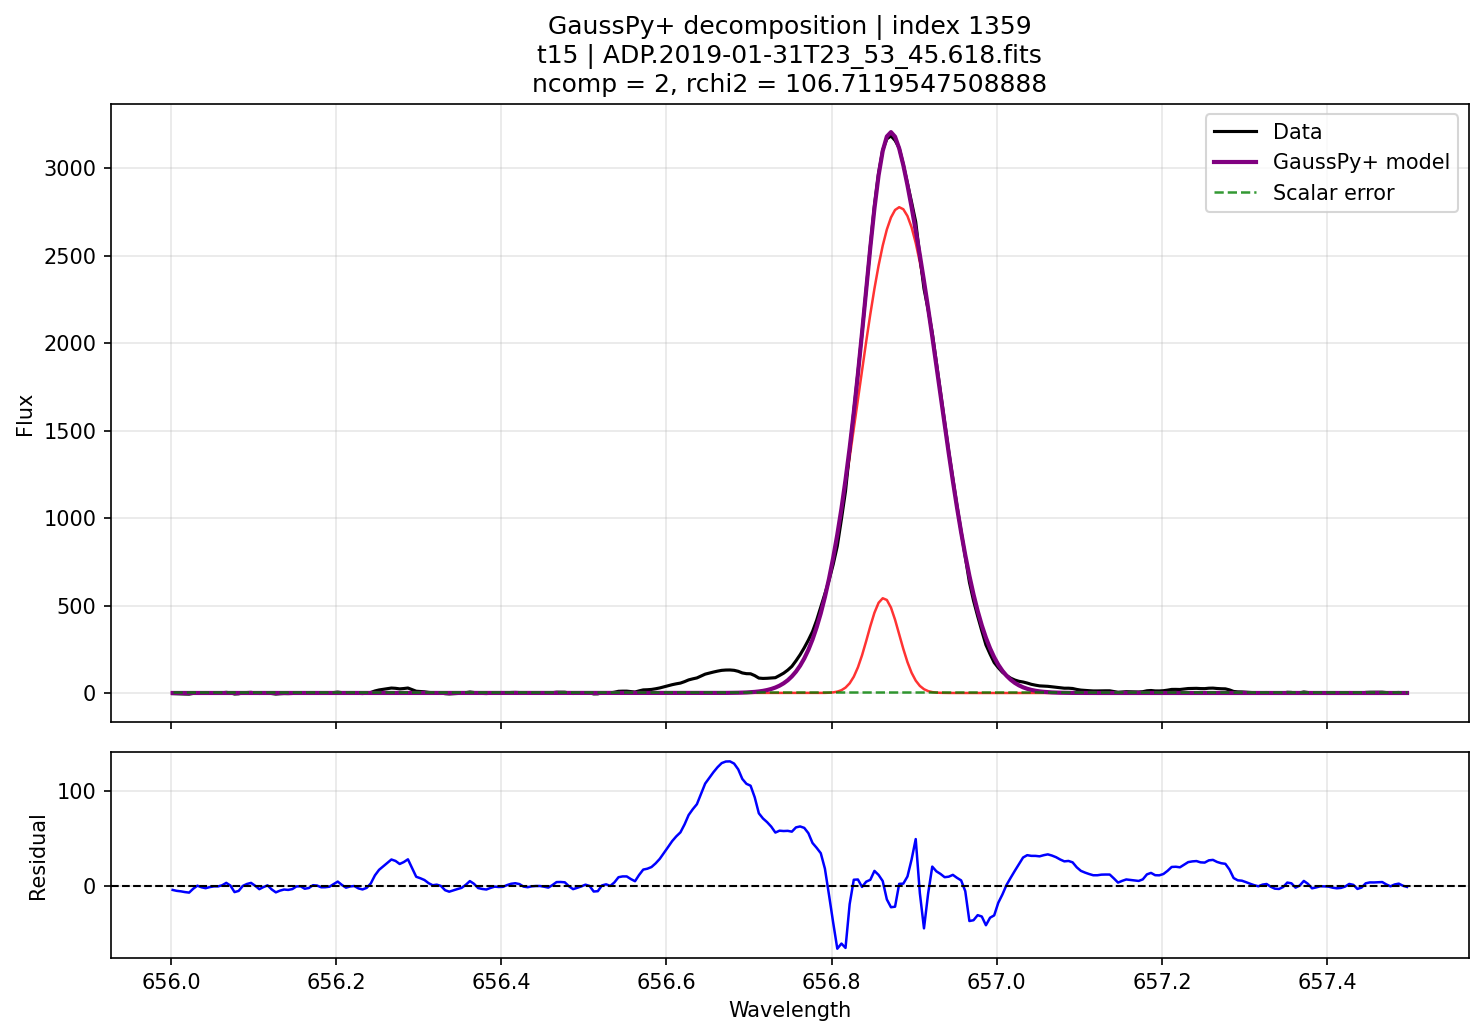 GaussPy+ decomposition | index 1359
t15 | ADP.2019-01-31T23_53_45.618.fits
ncomp = 2, rchi2 = 106.7119547508888
Data
GaussPy+ model
Scalar error
Flux
3000
2500
2000
1500
1000
500
0
Residual
100
0
656.0 656.2 656.4 656.6 656.8 657.0 657.2 657.4
Wavelength